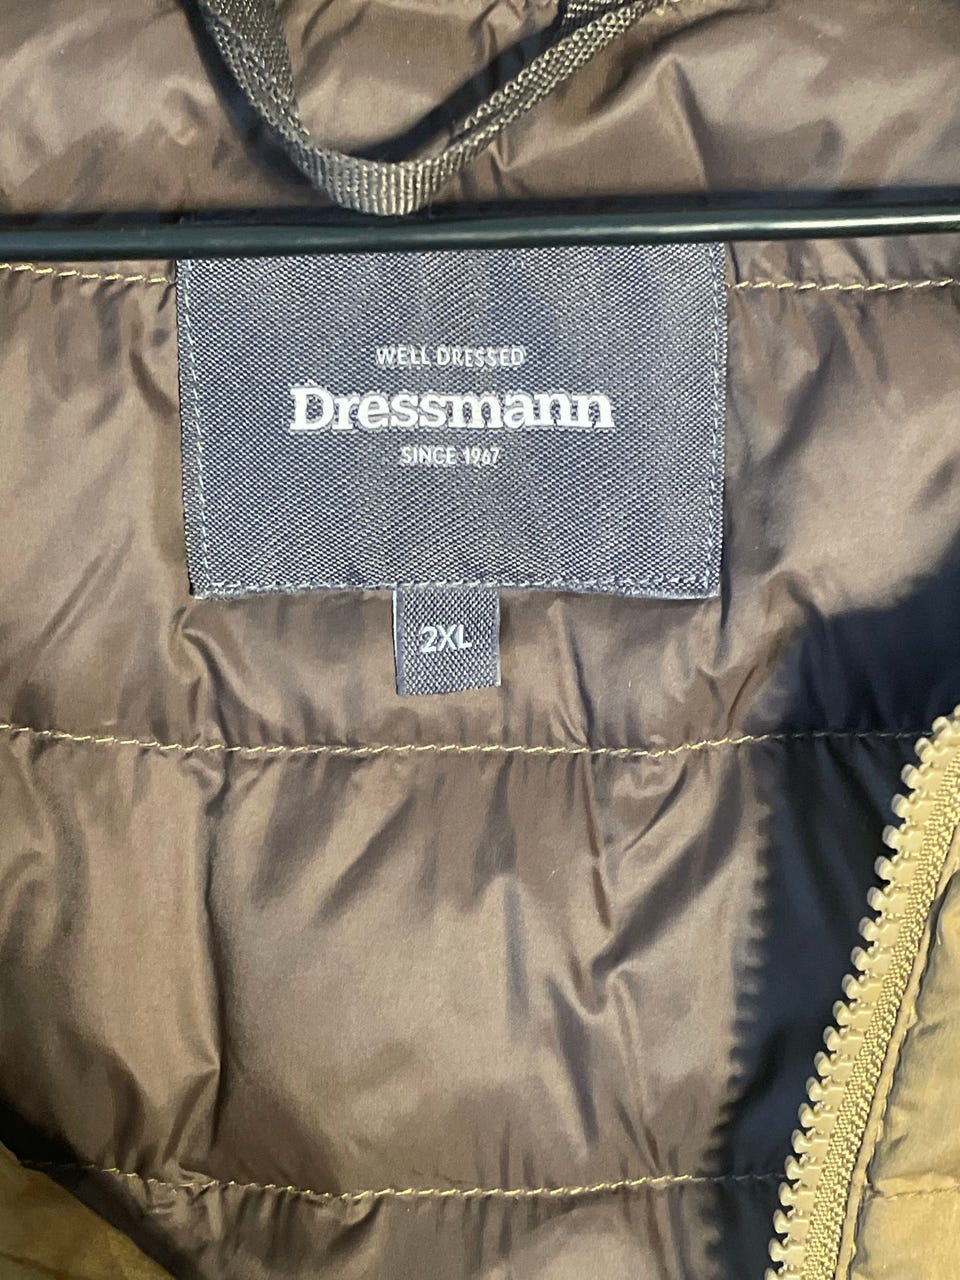 WELL DRESSED
Dressmann
SINCE 1967
2XL